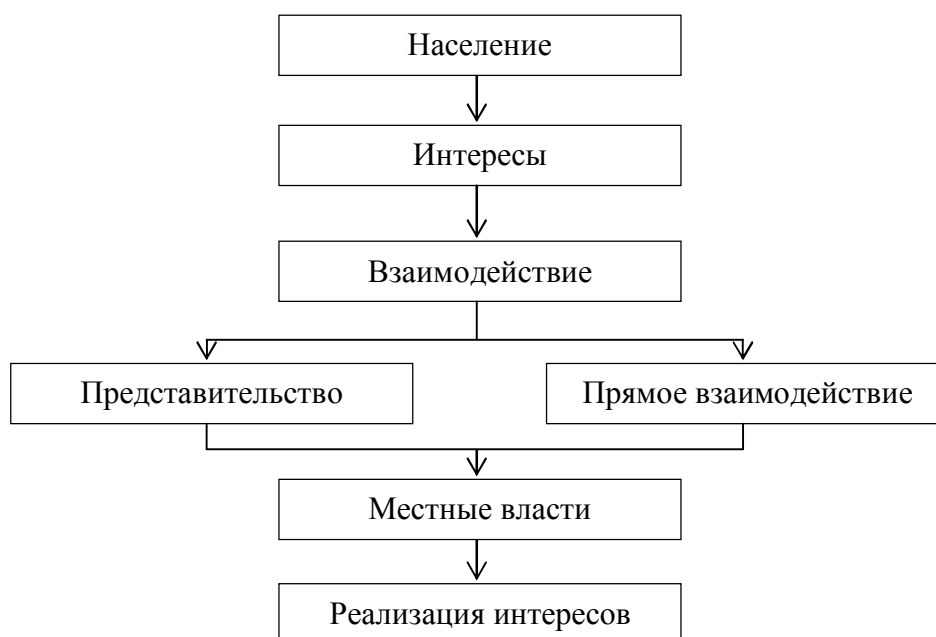 Население
Интересы
Взаимодействие
Представительство
Прямое взаимодействие
Местные власти
Реализация интересов